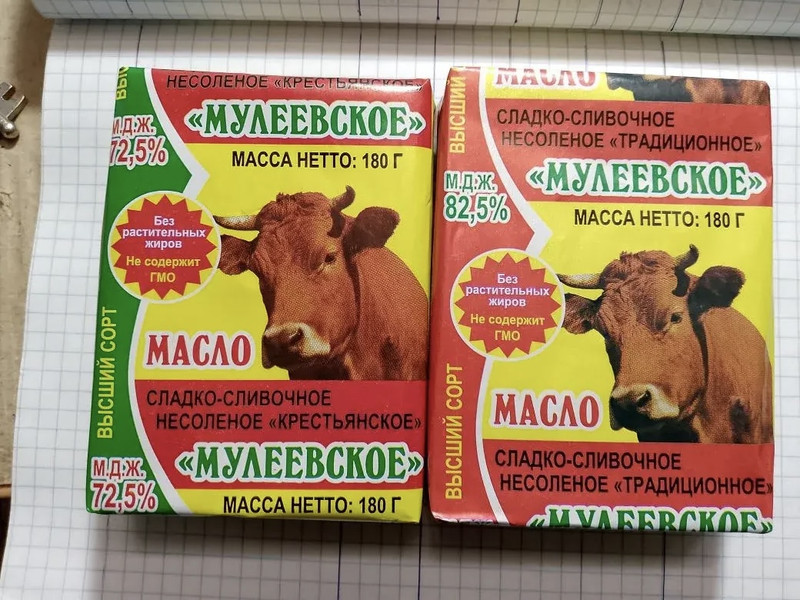 ВЫСШИЙ
НЕСОЛЕНОЕ «КРЕСТЬЯНСКОЕ»
М.Д.Ж.
72,5%
«МУЛЕЕВСКОЕ»
МАССА НЕТТО: 180 Г
Без
растительных
жиров
Не содержит
ГМО
ВЫСШИЙ СОРТ
МАСЛО
СЛАДКО-СЛИВОЧНОЕ
НЕСОЛЕНОЕ «КРЕСТЬЯНСКОЕ»
М.Д.Ж.
72,5%
«МУЛЕЕВСКОЕ»
МАССА НЕТТО: 180 Г
ВЫСШИЙ
МАСЛО
СЛАДКО-СЛИВОЧНОЕ
НЕСОЛЕНОЕ «ТРАДИЦИОННОЕ»
М.Д.Ж.
82,5%
«МУЛЕЕВСКОЕ»
МАССА НЕТТО: 180 Г
Без
растительных
жиров
Не содержит
ГМО
ВЫСШИЙ СОРТ
МАСЛО
СЛАДКО-СЛИВОЧНОЕ
НЕСОЛЕНОЕ «ТРАДИЦИОННОЕ»
«МУЛЕЕВСКОЕ»